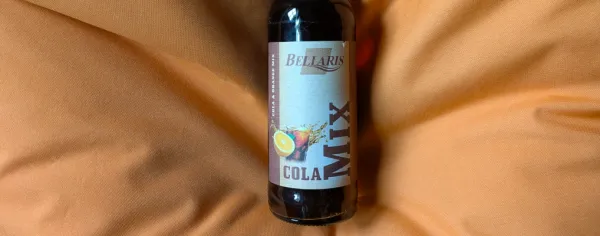 BELLARIS
COLA & ORANGE MIX
COLA
MIX